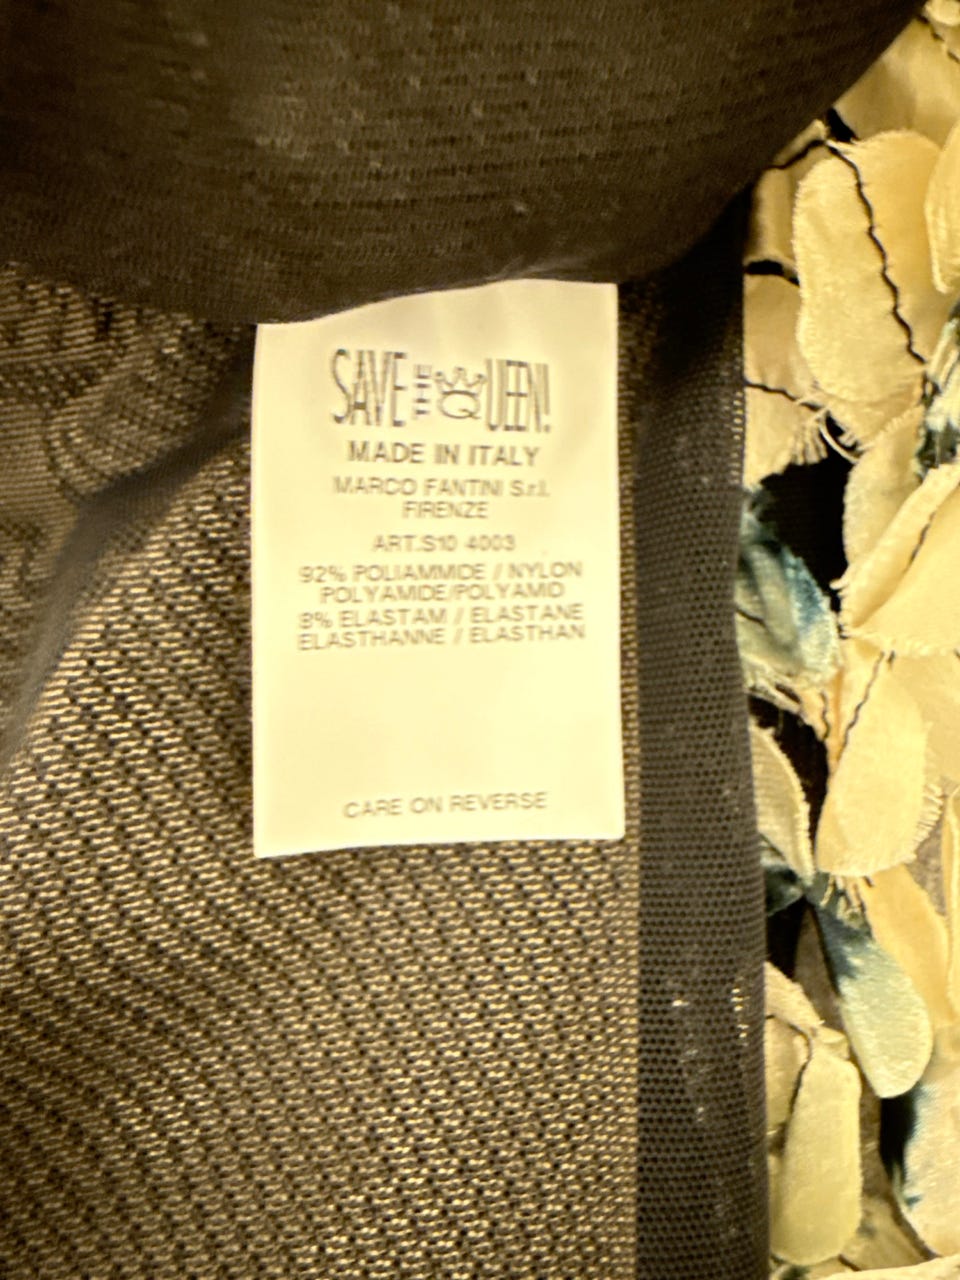 SAVE THE QUEEN!
MADE IN ITALY
MARCO FANTINI S.r.l.
FIRENZE
ART.S10 4003
92% POLIAMMIDE / NYLON
POLYAMIDE/POLYAMID
8% ELASTAM / ELASTANE
ELASTHANNE / ELASTHAN
CARE ON REVERSE